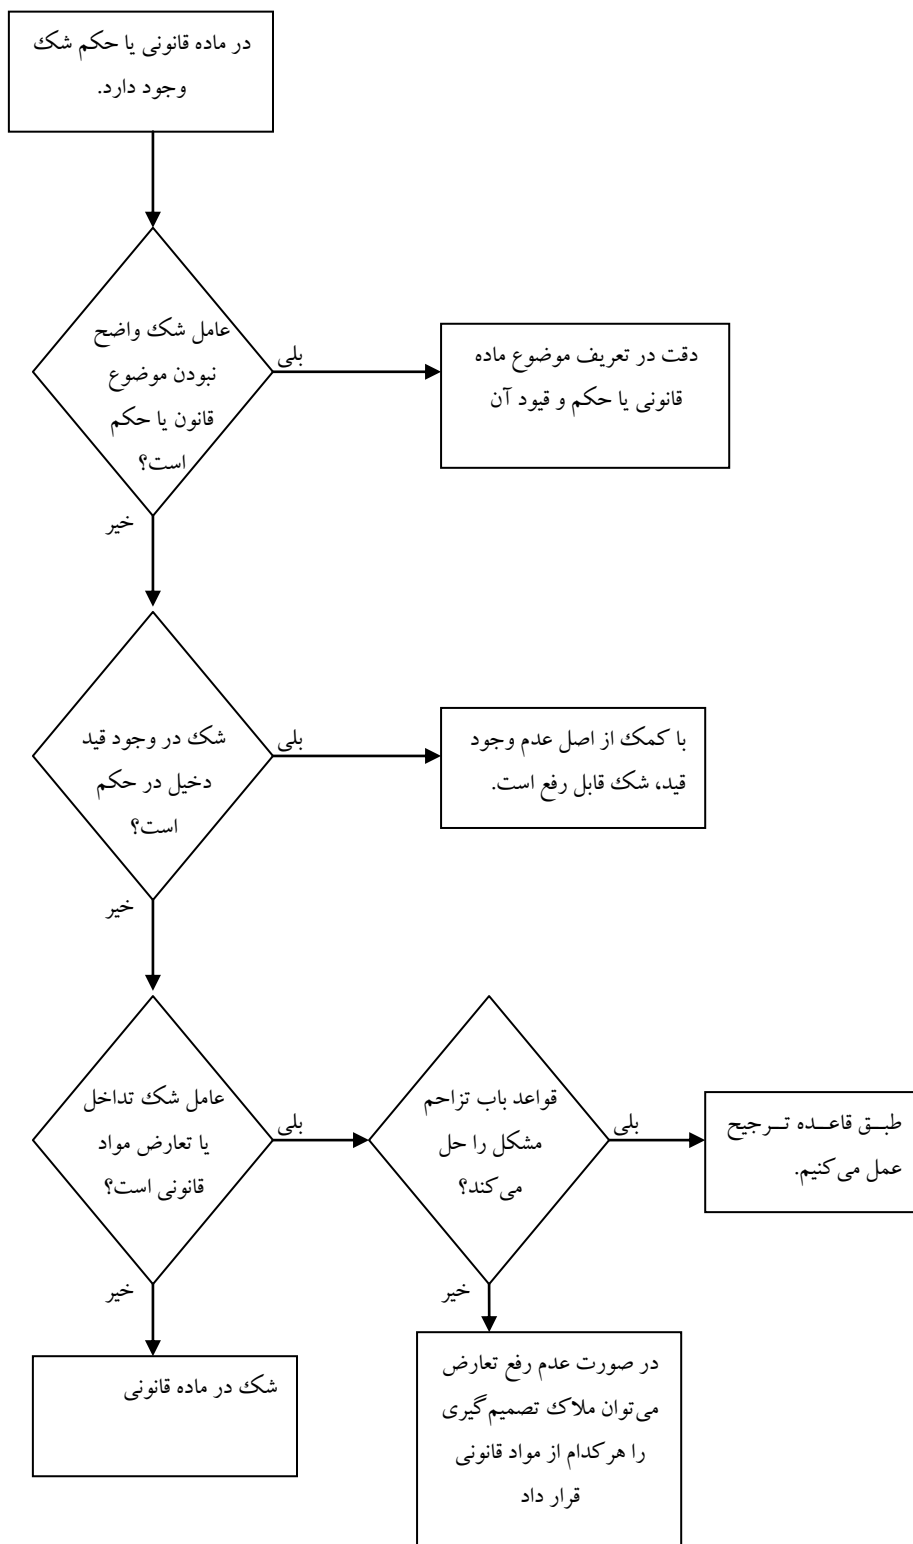 در ماده قانونی یا حکم شک
وجود دارد.
عامل شک واضح
نبودن موضوع
قانون یا حکم
است؟
بلی
دقت در تعریف موضوع ماده
قانونی یا حکم و قیود آن
خیر
شک در وجود قید
دخیل در حکم
است؟
بلی
با کمک از اصل عدم وجود
قید، شک قابل رفع است.
خیر
عامل شک تداخل
یا تعارض مواد
قانونی است؟
بلی
قواعد باب تزاحم
مشکل را حل
می‌کند؟
بلی
طبــق قاعــده تــرجیح
عمل می‌کنیم.
خیر
خیر
شک در ماده قانونی
در صورت عدم رفع تعارض
می‌توان ملاک تصمیم‌گیری
را هرکدام از مواد قانونی
قرار داد